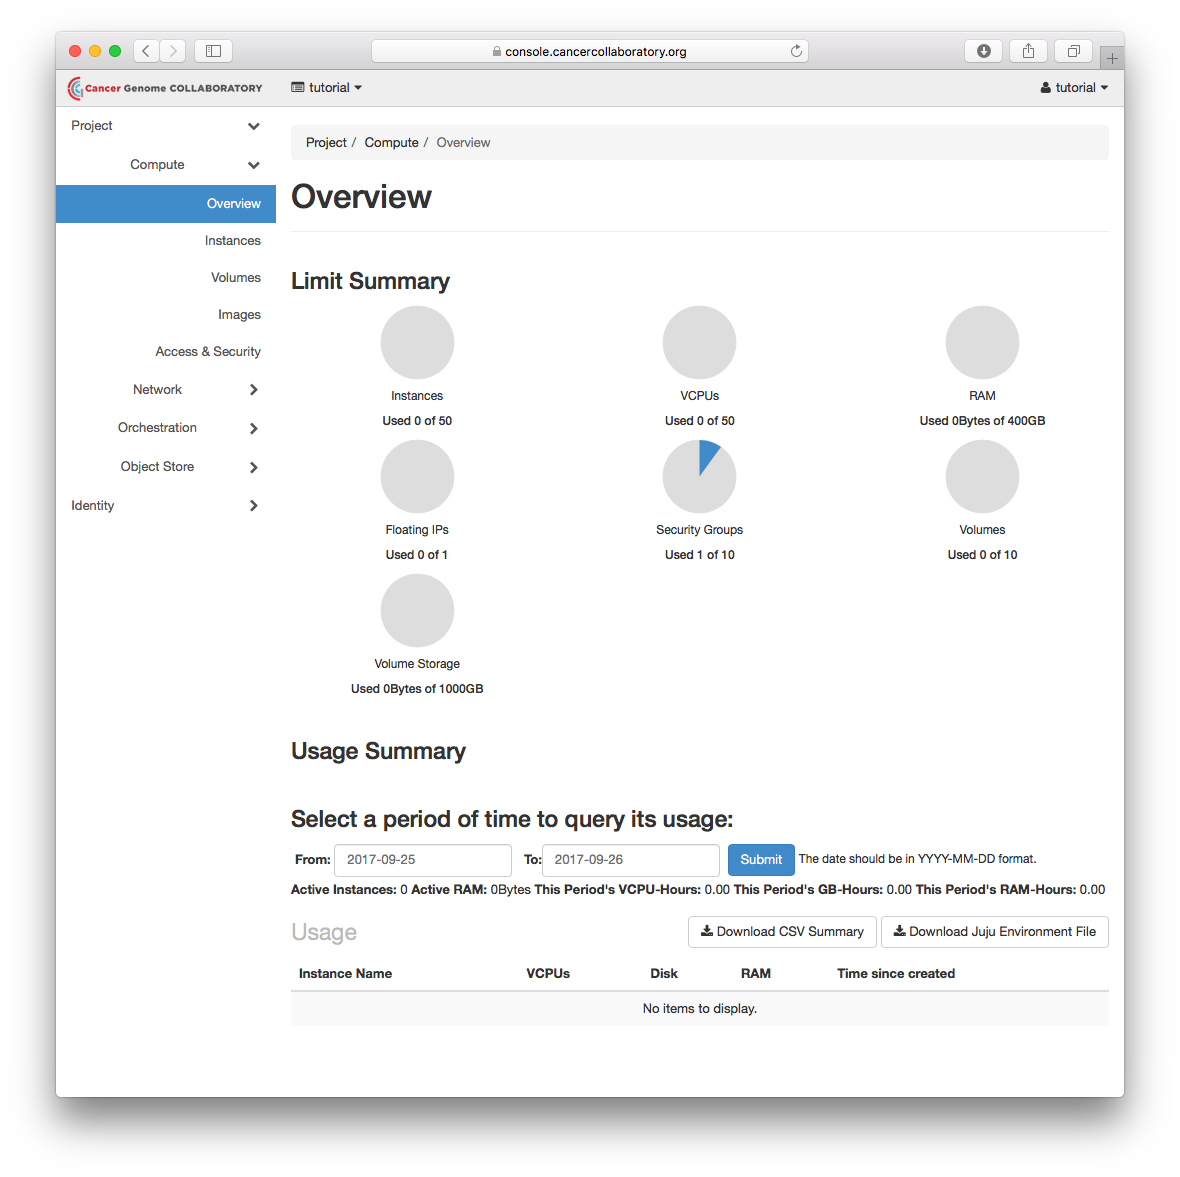 console.cancercollaboratory.org
Cancer Genome COLLABORATORY
tutorial
tutorial
Project
Compute
Overview
Instances
Volumes
Images
Access & Security
Network
Orchestration
Object Store
Identity
Project / Compute / Overview
Overview
Limit Summary
Instances
Used 0 of 50
VCPUs
Used 0 of 50
RAM
Used 0Bytes of 400GB
Floating IPs
Used 0 of 1
Security Groups
Used 1 of 10
Volumes
Used 0 of 10
Volume Storage
Used 0Bytes of 1000GB
Usage Summary
Select a period of time to query its usage:
From: 2017-09-25 To: 2017-09-26 Submit The date should be in YYYY-MM-DD format.
Active Instances: 0 Active RAM: 0Bytes This Period's VCPU-Hours: 0.00 This Period's GB-Hours: 0.00 This Period's RAM-Hours: 0.00
Usage
Download CSV Summary
Download Juju Environment File
Instance Name VCPUs Disk RAM Time since created
No items to display.